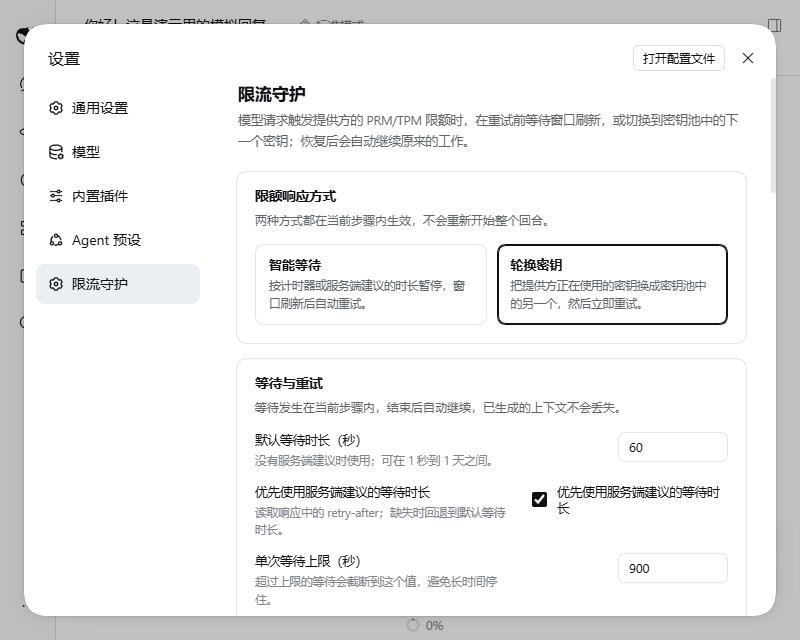 设置
打开配置文件
通用设置
模型
内置插件
Agent 预设
限流守护
限流守护
模型请求触发提供方的 PRM/TPM 限额时，在重试前等待窗口刷新，或切换到密钥池中的下
一个密钥；恢复后会自动继续原来的工作。
限额响应方式
两种方式都在当前步骤内生效，不会重新开始整个回合。
智能等待
按计时器或服务端建议的时长暂停，窗
口刷新后自动重试。
轮换密钥
把提供方正在使用的密钥换成密钥池中
的另一个，然后立即重试。
等待与重试
等待发生在当前步骤内，结束后自动继续，已生成的上下文不会丢失。
默认等待时长（秒）
没有服务端建议时使用；可在 1 秒到 1 天之间。
60
优先使用服务端建议的等待时长
读取响应中的 retry-after；缺失时回退到默认等待
时长。
优先使用服务端建议的等待时
长
单次等待上限（秒）
超过上限的等待会截断到这个值，避免长时间停
住。
900
0%